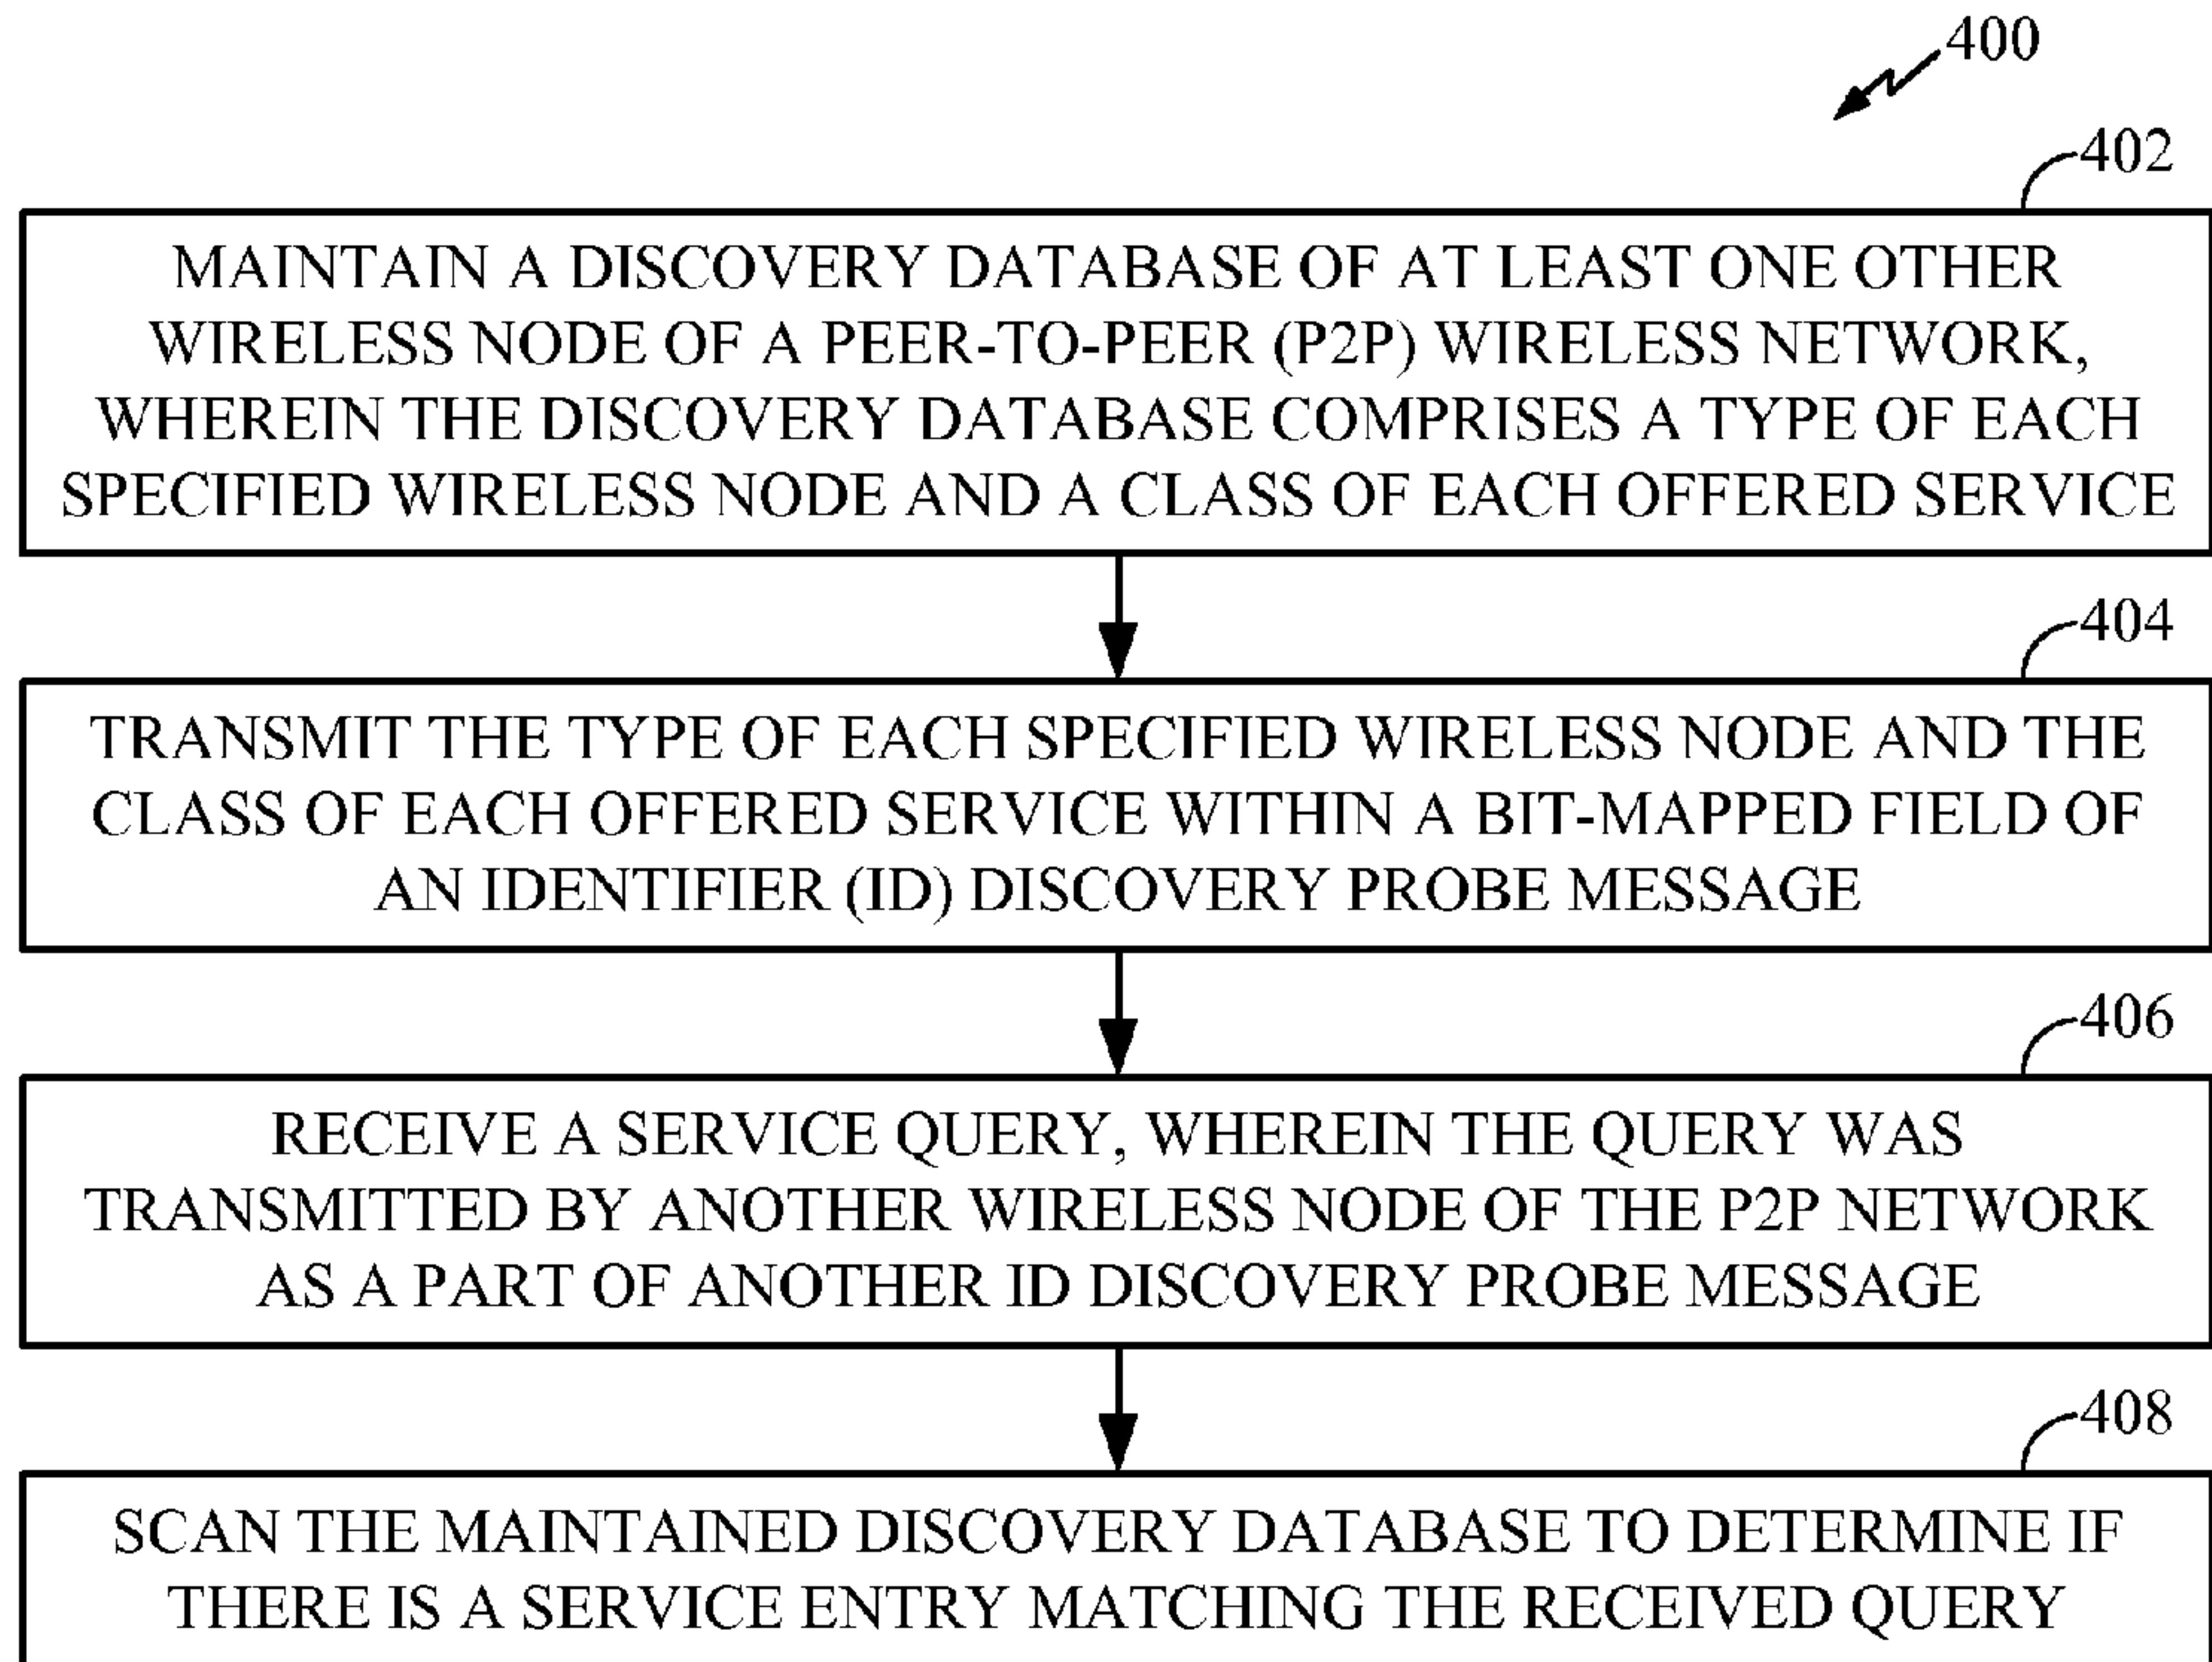 400
402
MAINTAIN A DISCOVERY DATABASE OF AT LEAST ONE OTHER
WIRELESS NODE OF A PEER-TO-PEER (P2P) WIRELESS NETWORK,
WHEREIN THE DISCOVERY DATABASE COMPRISES A TYPE OF EACH
SPECIFIED WIRELESS NODE AND A CLASS OF EACH OFFERED SERVICE
404
TRANSMIT THE TYPE OF EACH SPECIFIED WIRELESS NODE AND THE
CLASS OF EACH OFFERED SERVICE WITHIN A BIT-MAPPED FIELD OF
AN IDENTIFIER (ID) DISCOVERY PROBE MESSAGE
406
RECEIVE A SERVICE QUERY, WHEREIN THE QUERY WAS
TRANSMITTED BY ANOTHER WIRELESS NODE OF THE P2P NETWORK
AS A PART OF ANOTHER ID DISCOVERY PROBE MESSAGE
408
SCAN THE MAINTAINED DISCOVERY DATABASE TO DETERMINE IF
THERE IS A SERVICE ENTRY MATCHING THE RECEIVED QUERY